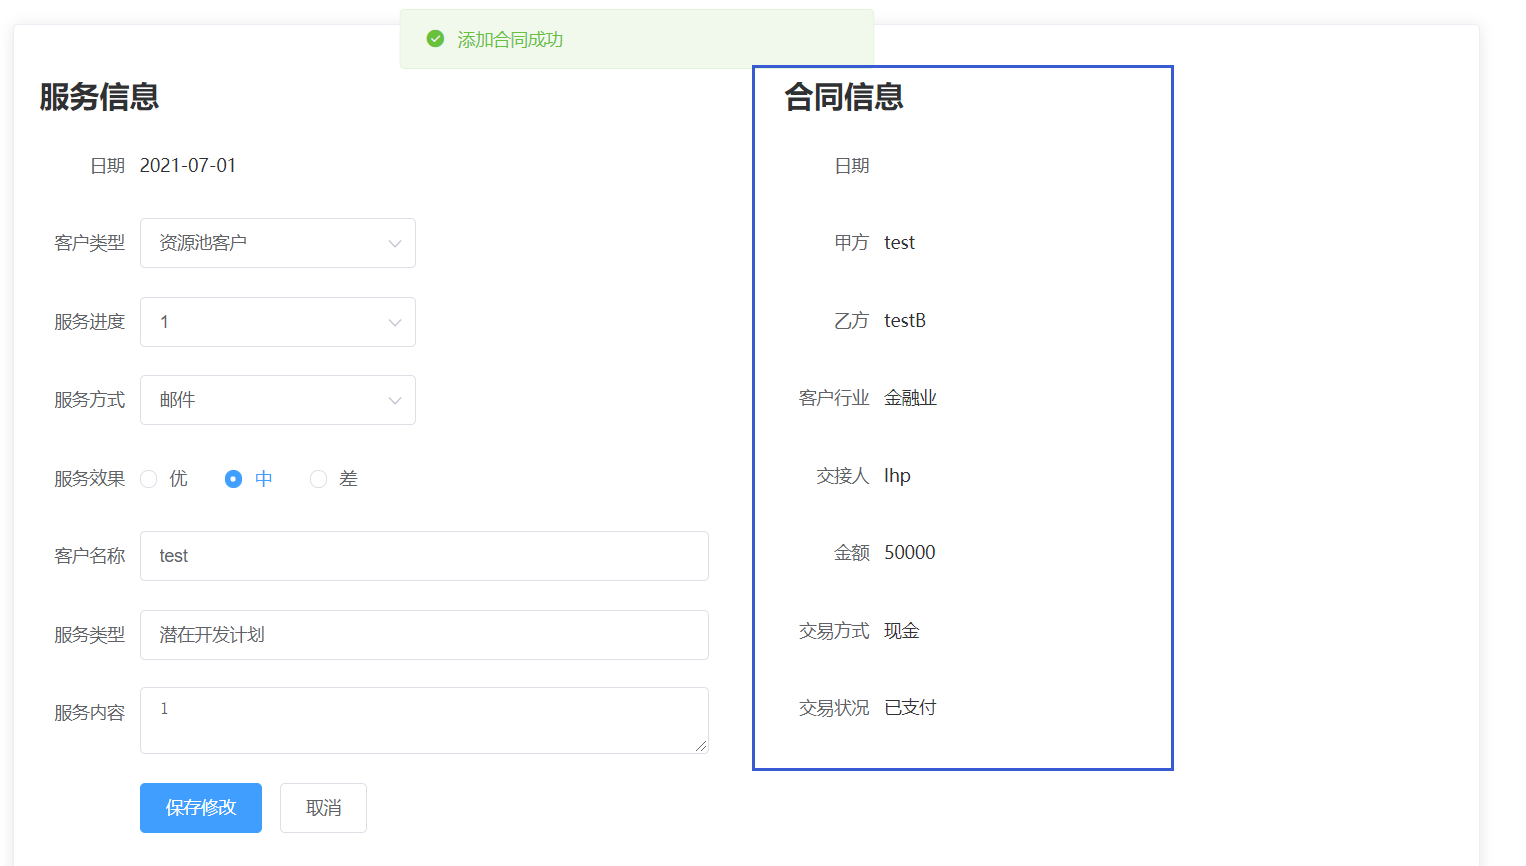 添加合同成功
服务信息
日期 2021-07-01
客户类型 资源池客户
服务进度 1
服务方式 邮件
服务效果 优 中 差
客户名称 test
服务类型 潜在开发计划
服务内容 1
保存修改 取消
合同信息
日期
甲方 test
乙方 testB
客户行业 金融业
交接人 lhp
金额 50000
交易方式 现金
交易状况 已支付